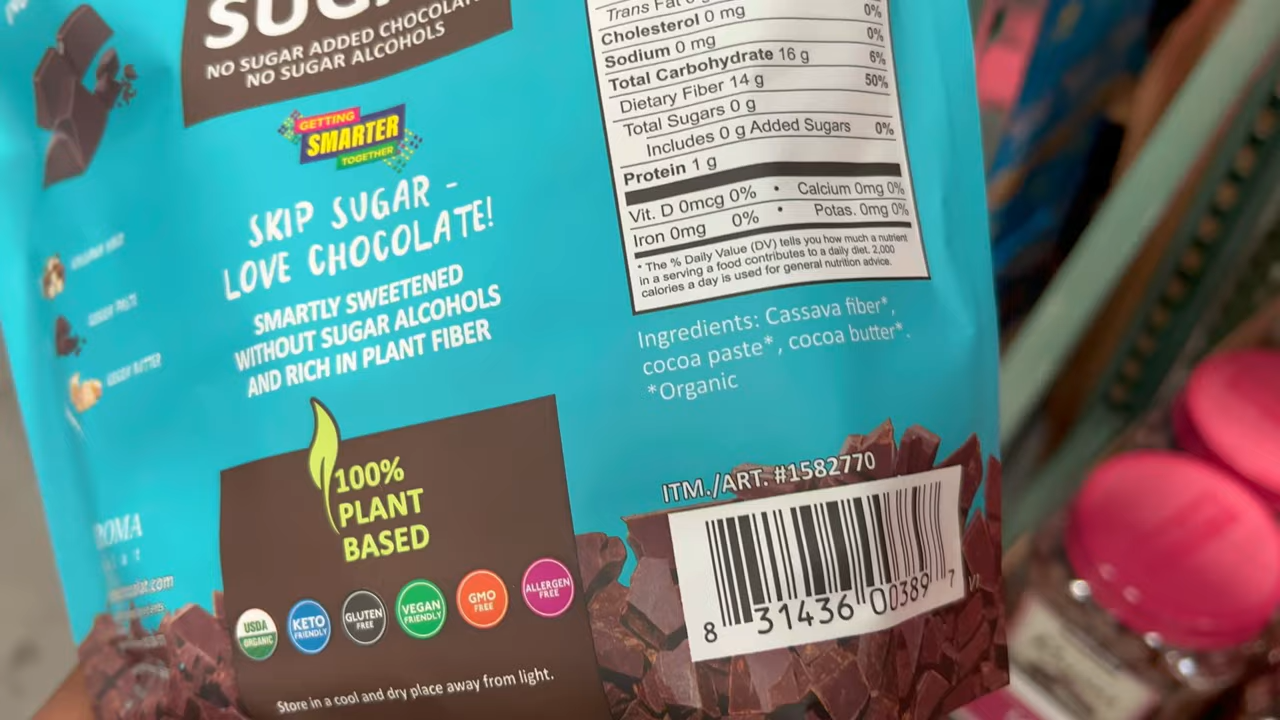 SUG
NO SUGAR ADDED CHOCOLAT
NO SUGAR ALCOHOLS
GETTING
SMARTER
TOGETHER
SKIP SUGAR -
LOVE CHOCOLATE!
SMARTLY SWEETENED
WITHOUT SUGAR ALCOHOLS
AND RICH IN PLANT FIBER
100%
PLANT
BASED
USDA
ORGANIC
KETO
FRIENDLY
GLUTEN
FREE
VEGAN
FRIENDLY
GMO
FREE
ALLERGEN
FREE
Store in a cool and dry place away from light.
Trans Fat 0 g
Cholesterol 0 mg 0%
Sodium 0 mg 0%
Total Carbohydrate 16 g 6%
Dietary Fiber 14 g 50%
Total Sugars 0 g
Includes 0 g Added Sugars 0%
Protein 1 g
Vit. D 0mcg 0% • Calcium 0mg 0%
Iron 0mg 0% • Potas. 0mg 0%
* The % Daily Value (DV) tells you how much a nutrient
in a serving a food contributes to a daily diet. 2,000
calories a day is used for general nutrition advice.
Ingredients: Cassava fiber*,
cocoa paste*, cocoa butter*.
*Organic
ITM./ART. #1582770
8 31436 00389 7